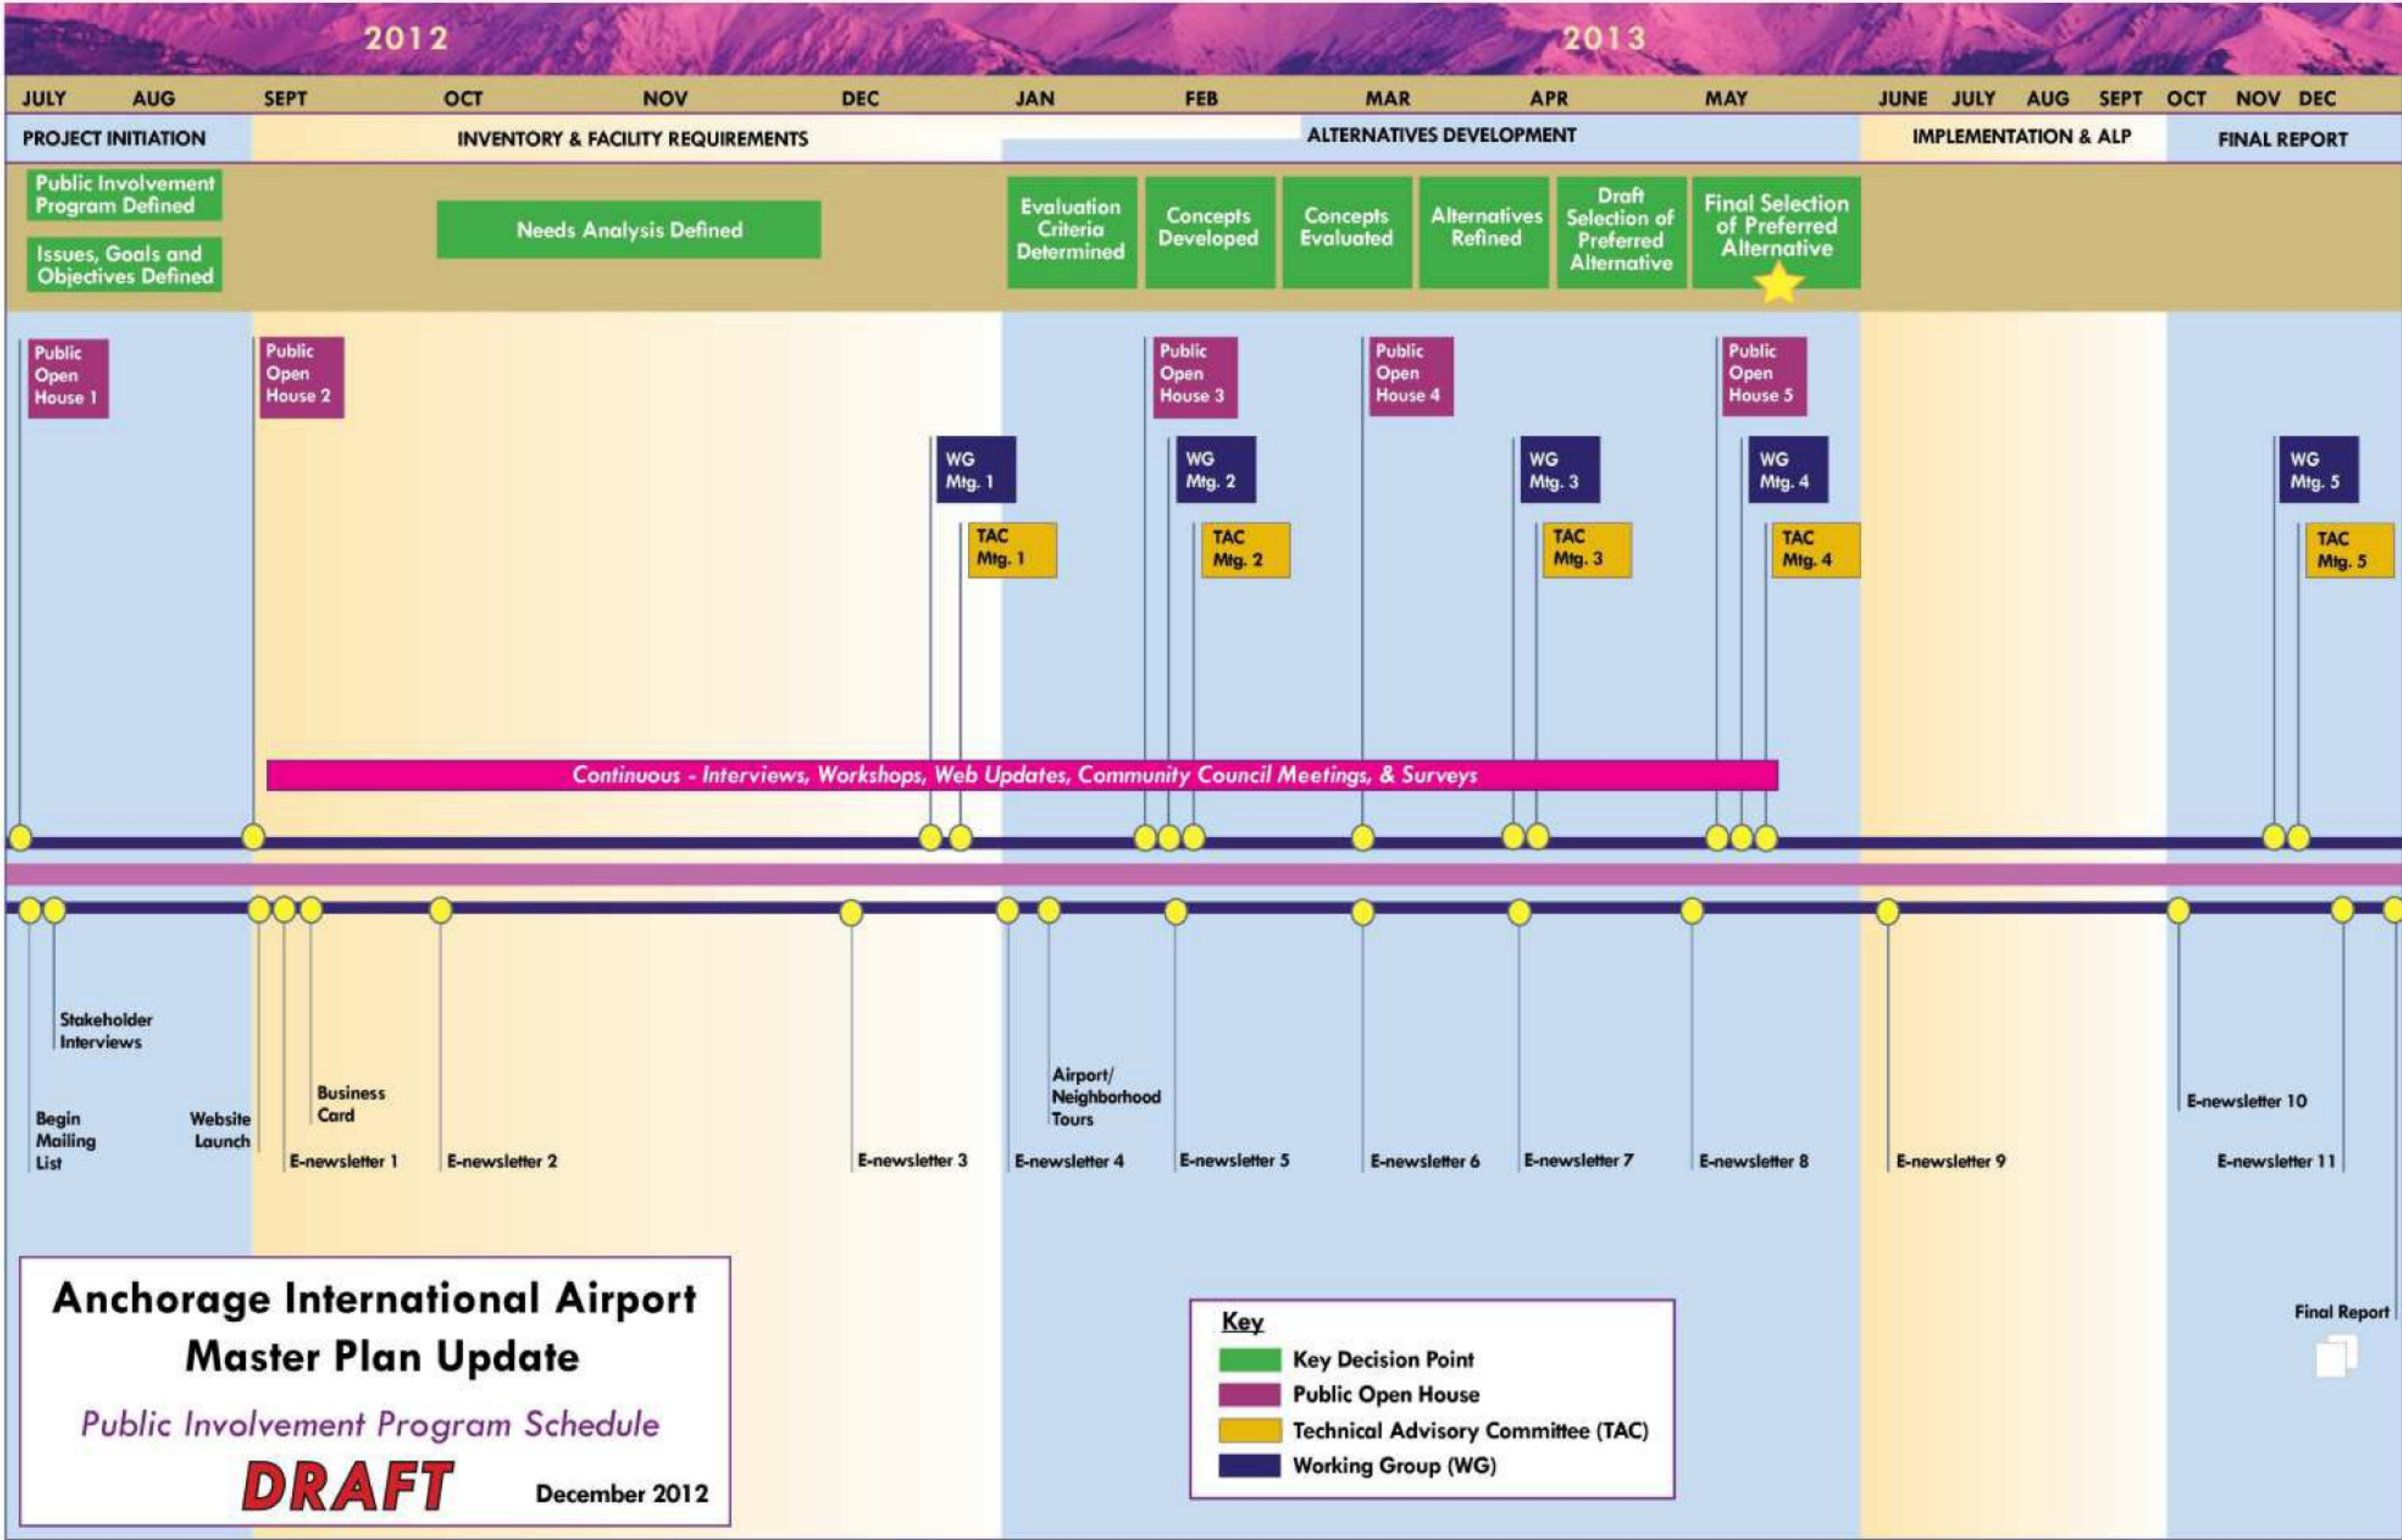 2012
2013
JULY AUG SEPT OCT NOV DEC JAN FEB MAR APR MAY JUNE JULY AUG SEPT OCT NOV DEC
PROJECT INITIATION
INVENTORY & FACILITY REQUIREMENTS
ALTERNATIVES DEVELOPMENT
IMPLEMENTATION & ALP
FINAL REPORT
Public Involvement
Program Defined
Issues, Goals and
Objectives Defined
Needs Analysis Defined
Evaluation
Criteria
Determined
Concepts
Developed
Concepts
Evaluated
Alternatives
Refined
Draft
Selection of
Preferred
Alternative
Final Selection
of Preferred
Alternative
Public
Open
House 1
Public
Open
House 2
Public
Open
House 3
Public
Open
House 4
Public
Open
House 5
WG
Mtg. 1
WG
Mtg. 2
WG
Mtg. 3
WG
Mtg. 4
WG
Mtg. 5
TAC
Mtg. 1
TAC
Mtg. 2
TAC
Mtg. 3
TAC
Mtg. 4
TAC
Mtg. 5
Continuous - Interviews, Workshops, Web Updates, Community Council Meetings, & Surveys
Stakeholder
Interviews
Begin
Mailing
List
Website
Launch
Business
Card
E-newsletter 1
E-newsletter 2
E-newsletter 3
E-newsletter 4
Airport/
Neighborhood
Tours
E-newsletter 5
E-newsletter 6
E-newsletter 7
E-newsletter 8
E-newsletter 9
E-newsletter 10
E-newsletter 11
Final Report
Anchorage International Airport
Master Plan Update
Public Involvement Program Schedule
DRAFT
December 2012
Key
Key Decision Point
Public Open House
Technical Advisory Committee (TAC)
Working Group (WG)